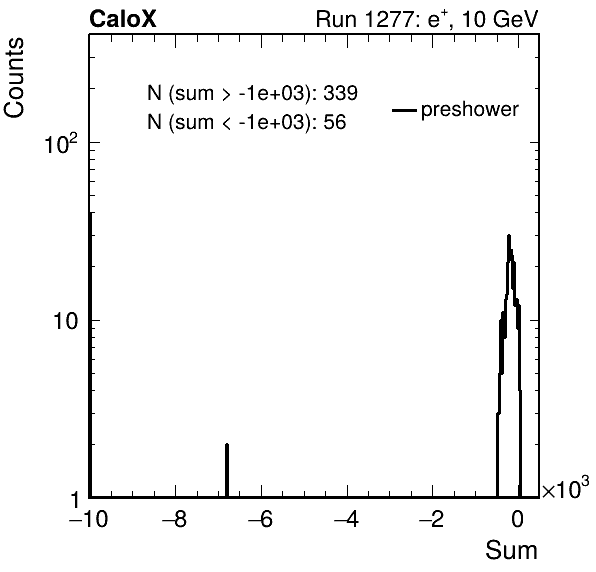 CaloX Run 1277: e⁺, 10 GeV
Counts
N (sum > -1e+03): 339
N (sum < -1e+03): 56
preshower
10²
10
1
−10 −8 −6 −4 −2 0 ×10³
Sum